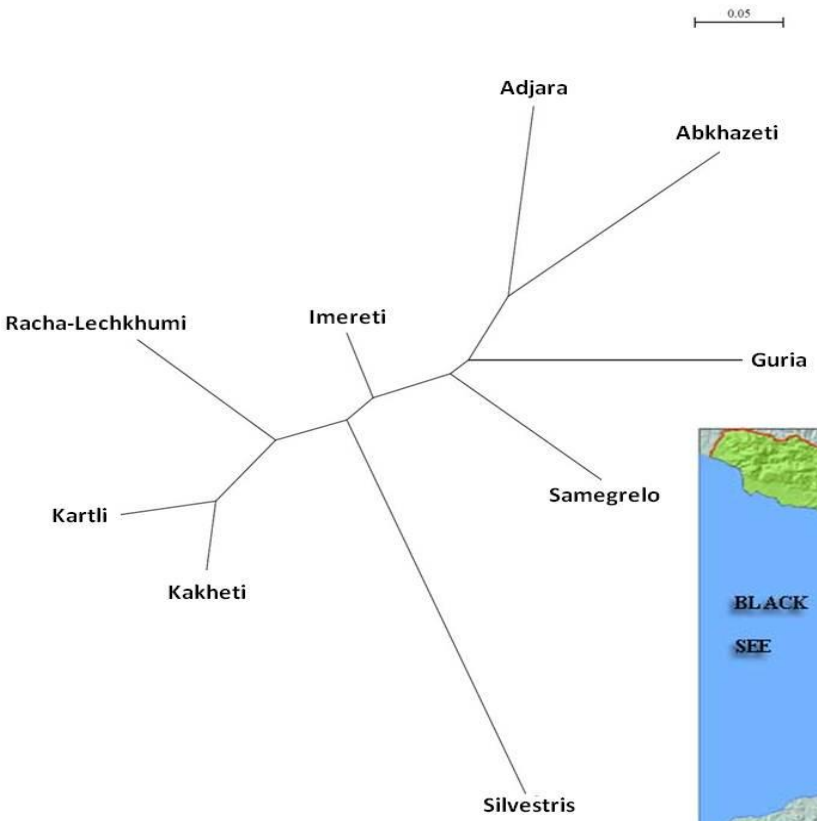 0.05
Adjara
Abkhazeti
Imereti
Racha-Lechkhumi
Guria
Samegrelo
Kartli
Kakheti
BLACK
SEE
Silvestris